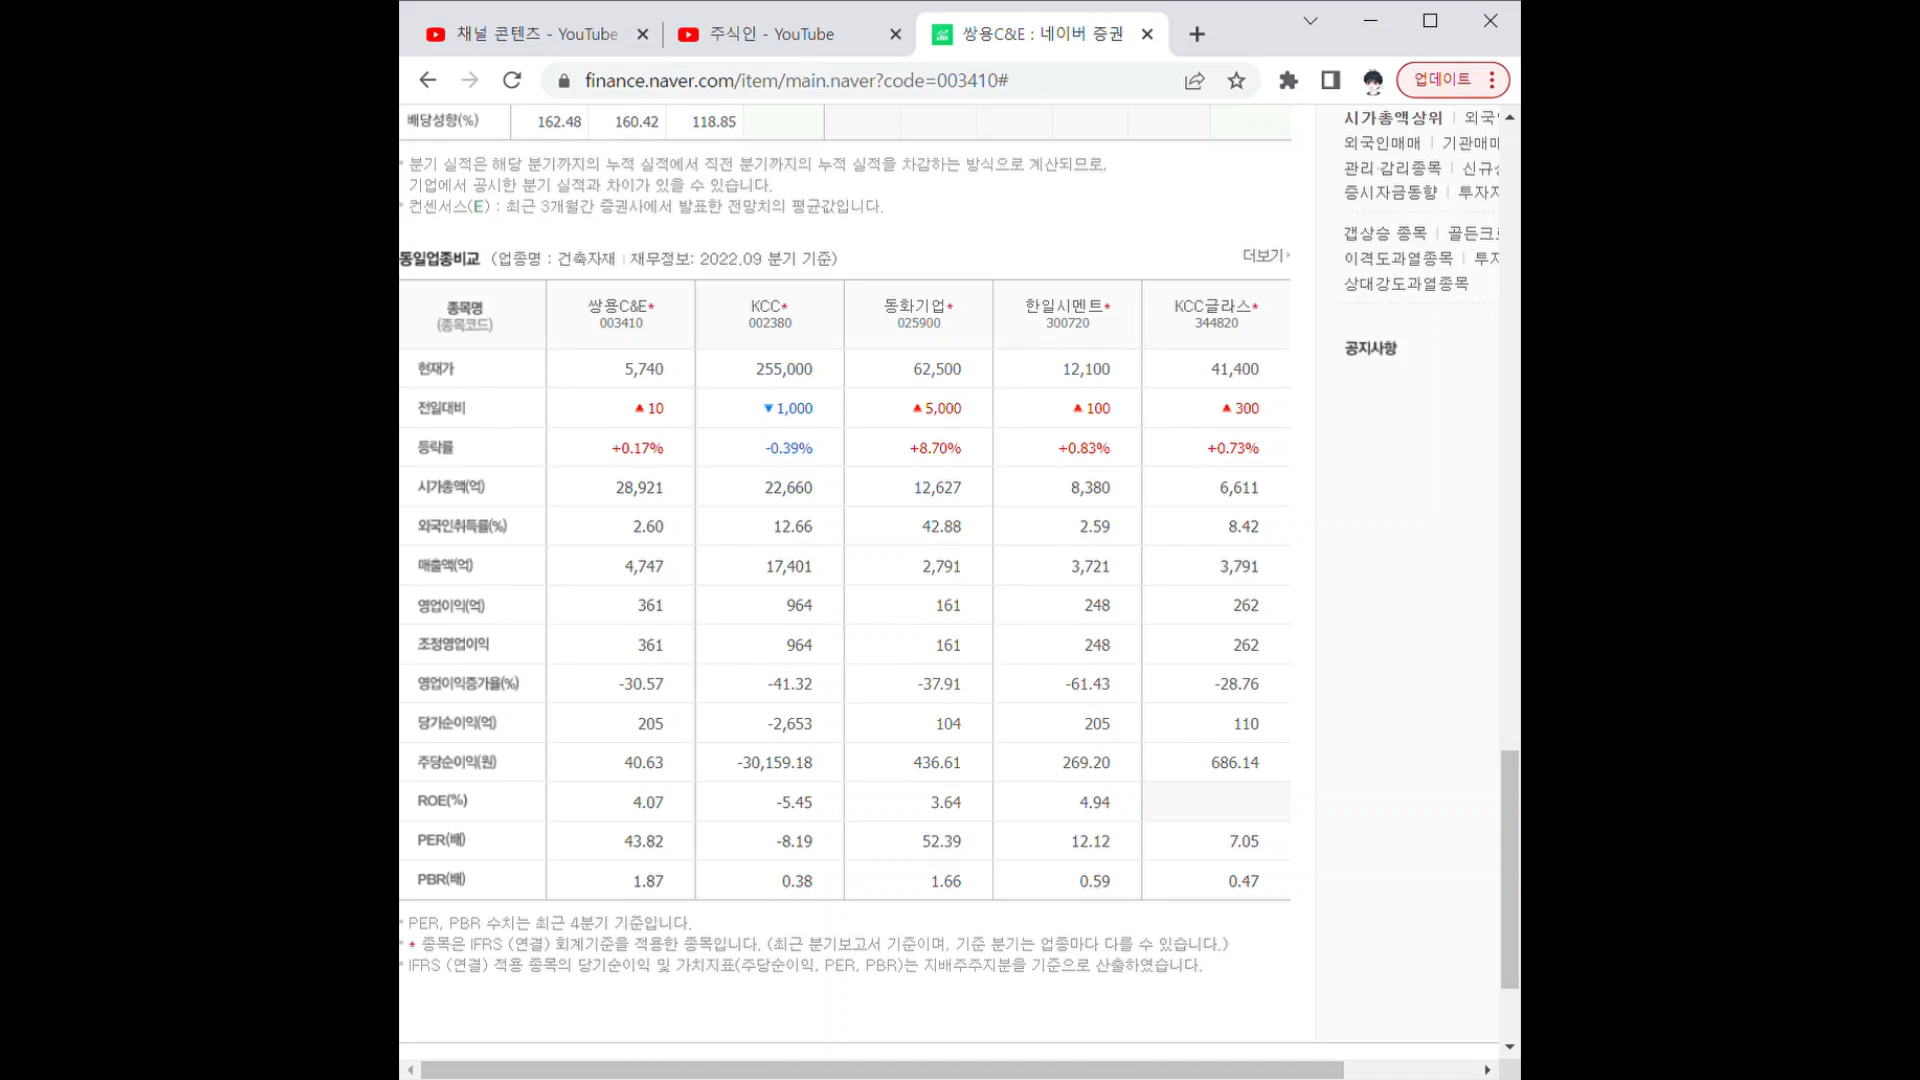 채널 콘텐츠 - YouTube
주식인 - YouTube
쌍용C&E : 네이버 증권
finance.naver.com/item/main.naver?code=003410#
업데이트
배당성향(%) 162.48 160.42 118.85
* 분기 실적은 해당 분기까지의 누적 실적에서 직전 분기까지의 누적 실적을 차감하는 방식으로 계산되므로,
기업에서 공시한 분기 실적과 차이가 있을 수 있습니다.
* 컨센서스(E) : 최근 3개월간 증권사에서 발표한 전망치의 평균값입니다.
동일업종비교 (업종명 : 건축자재 | 재무정보: 2022.09 분기 기준)
더보기
종목명 쌍용C&E* KCC* 동화기업* 한일시멘트* KCC글라스*
(종목코드) 003410 002380 025900 300720 344820
현재가 5,740 255,000 62,500 12,100 41,400
전일대비 ▲10 ▼1,000 ▲5,000 ▲100 ▲300
등락률 +0.17% -0.39% +8.70% +0.83% +0.73%
시가총액(억) 28,921 22,660 12,627 8,380 6,611
외국인취득률(%) 2.60 12.66 42.88 2.59 8.42
매출액(억) 4,747 17,401 2,791 3,721 3,791
영업이익(억) 361 964 161 248 262
조정영업이익 361 964 161 248 262
영업이익증가율(%) -30.57 -41.32 -37.91 -61.43 -28.76
당기순이익(억) 205 -2,653 104 205 110
주당순이익(원) 40.63 -30,159.18 436.61 269.20 686.14
ROE(%) 4.07 -5.45 3.64 4.94
PER(배) 43.82 -8.19 52.39 12.12 7.05
PBR(배) 1.87 0.38 1.66 0.59 0.47
* PER, PBR 수치는 최근 4분기 기준입니다.
* * 종목은 IFRS (연결) 회계기준을 적용한 종목입니다. (최근 분기보고서 기준이며, 기준 분기는 업종마다 다를 수 있습니다.)
* IFRS (연결) 적용 종목의 당기순이익 및 가치지표(주당순이익, PER, PBR)는 지배주주지분을 기준으로 산출하였습니다.
시가총액상위 | 외국
외국인매매 | 기관매매
관리·감리종목 | 신규
증시자금동향 | 투자
갭상승 종목 | 골든크
이격도과열종목 | 투
상대강도과열종목
공지사항